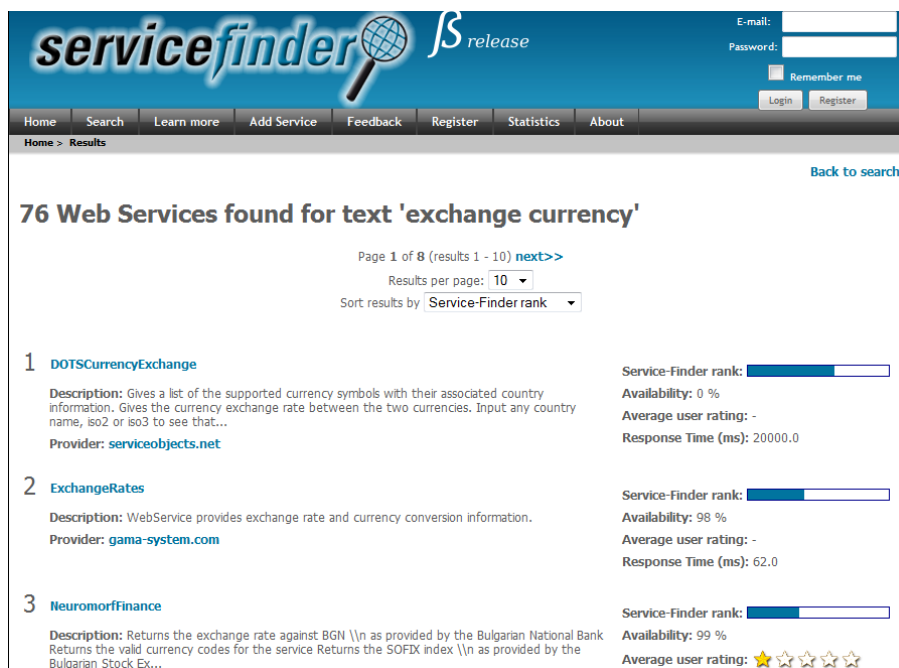 servicefinder
ß release
E-mail:
Password:
Remember me
Login Register
Home Search Learn more Add Service Feedback Register Statistics About
Home > Results
Back to search
76 Web Services found for text 'exchange currency'
Page 1 of 8 (results 1 - 10) next>>
Results per page: 10
Sort results by Service-Finder rank
1 DOTSCurrencyExchange
Description: Gives a list of the supported currency symbols with their associated country
information. Gives the currency exchange rate between the two currencies. Input any country
name, iso2 or iso3 to see that...
Provider: serviceobjects.net
Service-Finder rank:
Availability: 0 %
Average user rating: -
Response Time (ms): 20000.0
2 ExchangeRates
Description: WebService provides exchange rate and currency conversion information.
Provider: gama-system.com
Service-Finder rank:
Availability: 98 %
Average user rating: -
Response Time (ms): 62.0
3 NeuromorfFinance
Description: Returns the exchange rate against BGN \\n as provided by the Bulgarian National Bank
Returns the valid currency codes for the service Returns the SOFIX index \\n as provided by the
Bulgarian Stock Ex...
Service-Finder rank:
Availability: 99 %
Average user rating: